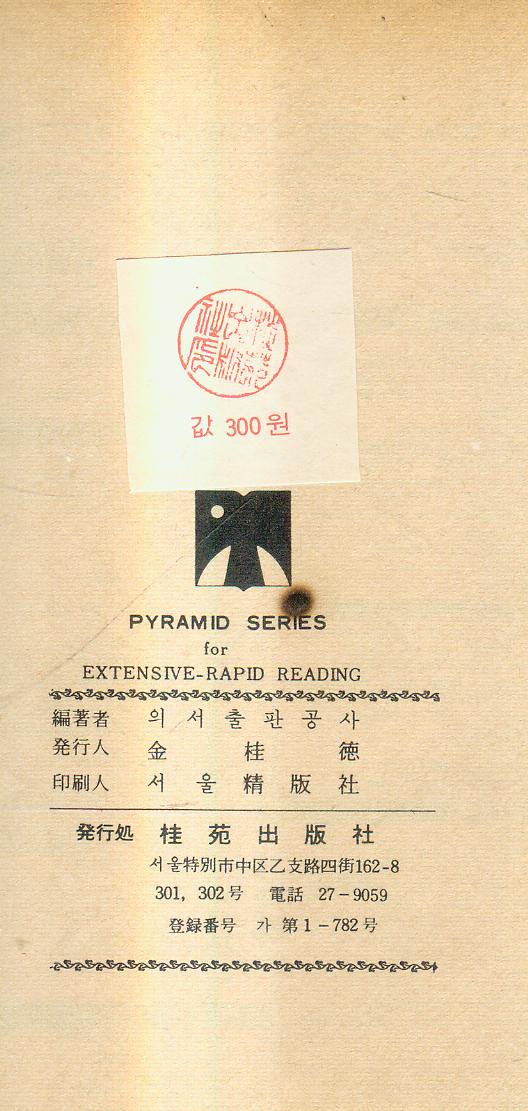 값 300원
PYRAMID SERIES
for
EXTENSIVE-RAPID READING
編著者 의서출판공사
発行人 金桂徳
印刷人 서울精版社
発行処 桂苑出版社
서울特別市中区乙支路四街162-8
301, 302号 電話 27-9059
登録番号 가 第1-782号